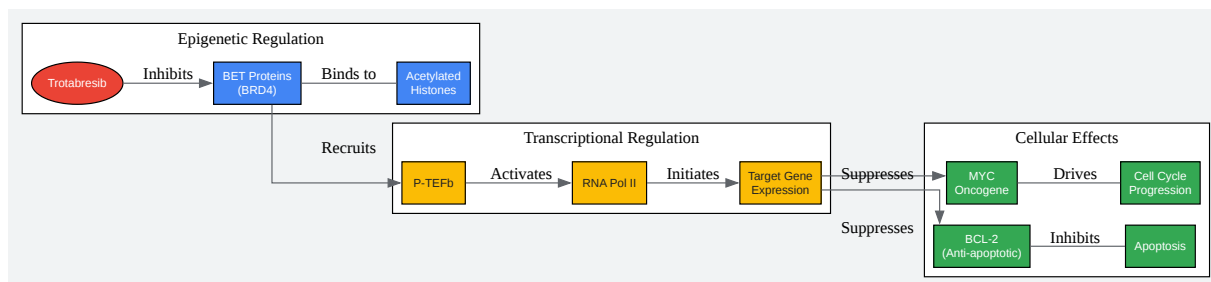 Epigenetic Regulation
Trotabresib
Inhibits
BET Proteins
(BRD4)
Binds to
Acetylated
Histones
Recruits
Transcriptional Regulation
P-TEFb
Activates
RNA Pol II
Initiates
Target Gene
Expression
Suppresses
Suppresses
Cellular Effects
MYC
Oncogene
Drives
Cell Cycle
Progression
BCL-2
(Anti-apoptotic)
Inhibits
Apoptosis